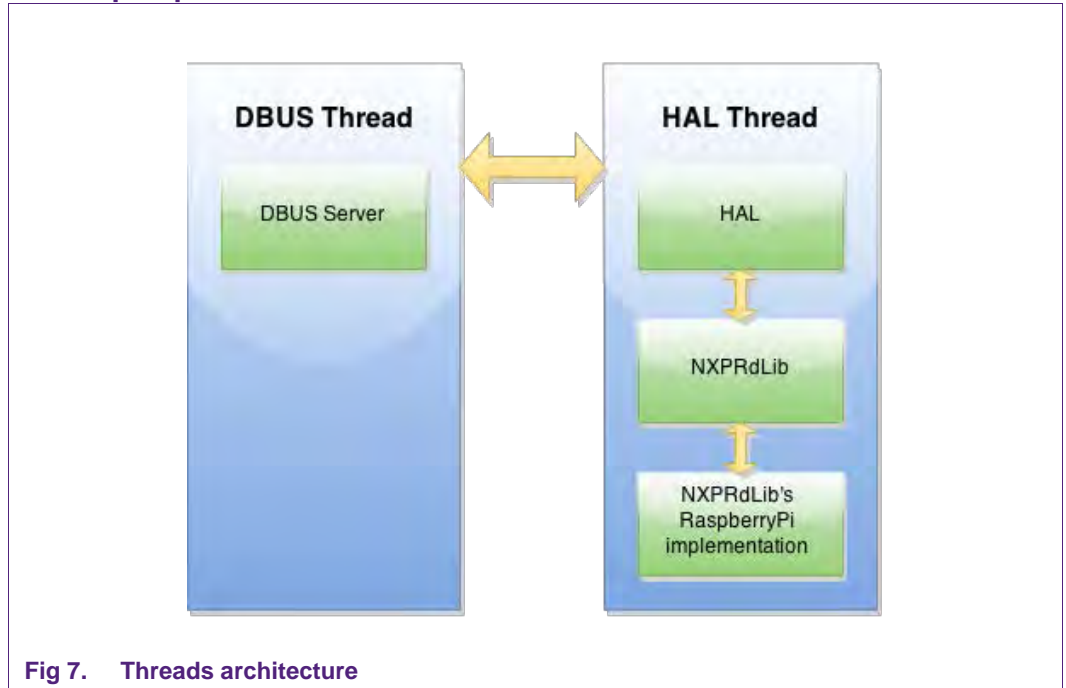 DBUS Thread
DBUS Server
HAL Thread
HAL
NXPRdLib
NXPRdLib's
RaspberryPi
implementation
Fig 7. Threads architecture